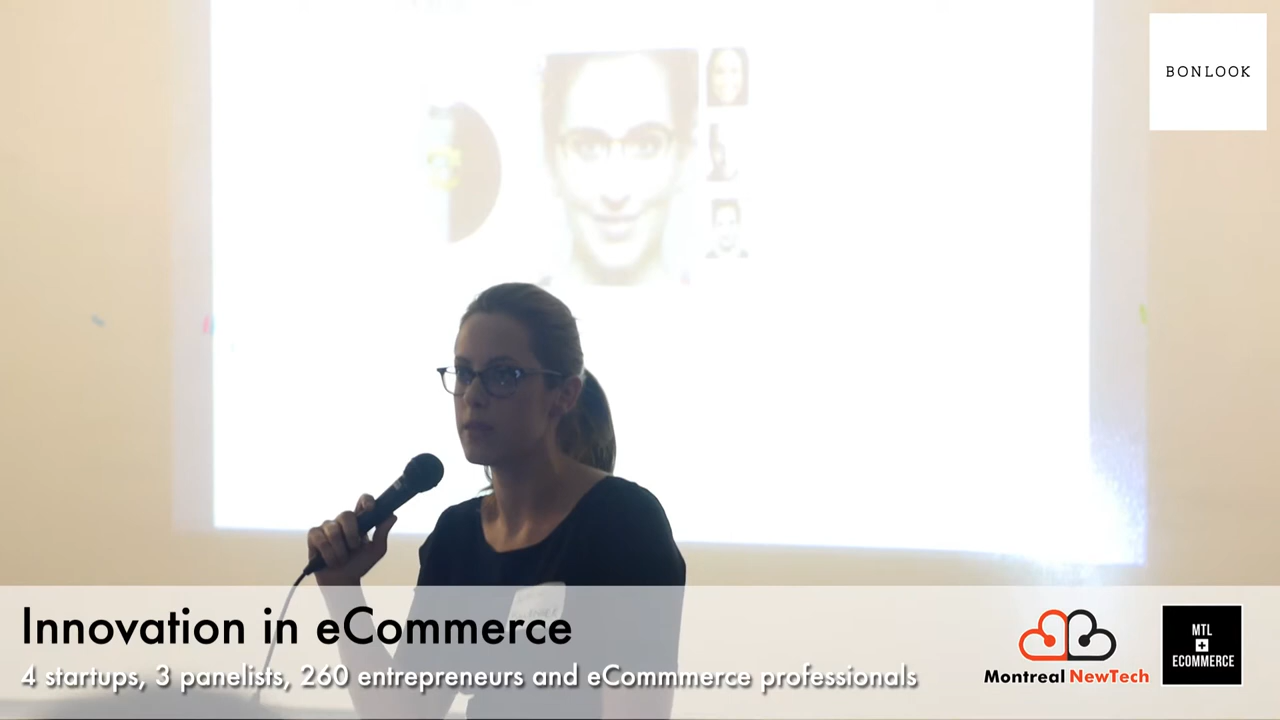 BONLOOK
Innovation in eCommerce
4 startups, 3 panelists, 260 entrepreneurs and eCommmerce professionals
Montreal NewTech
MTL
+
ECOMMERCE